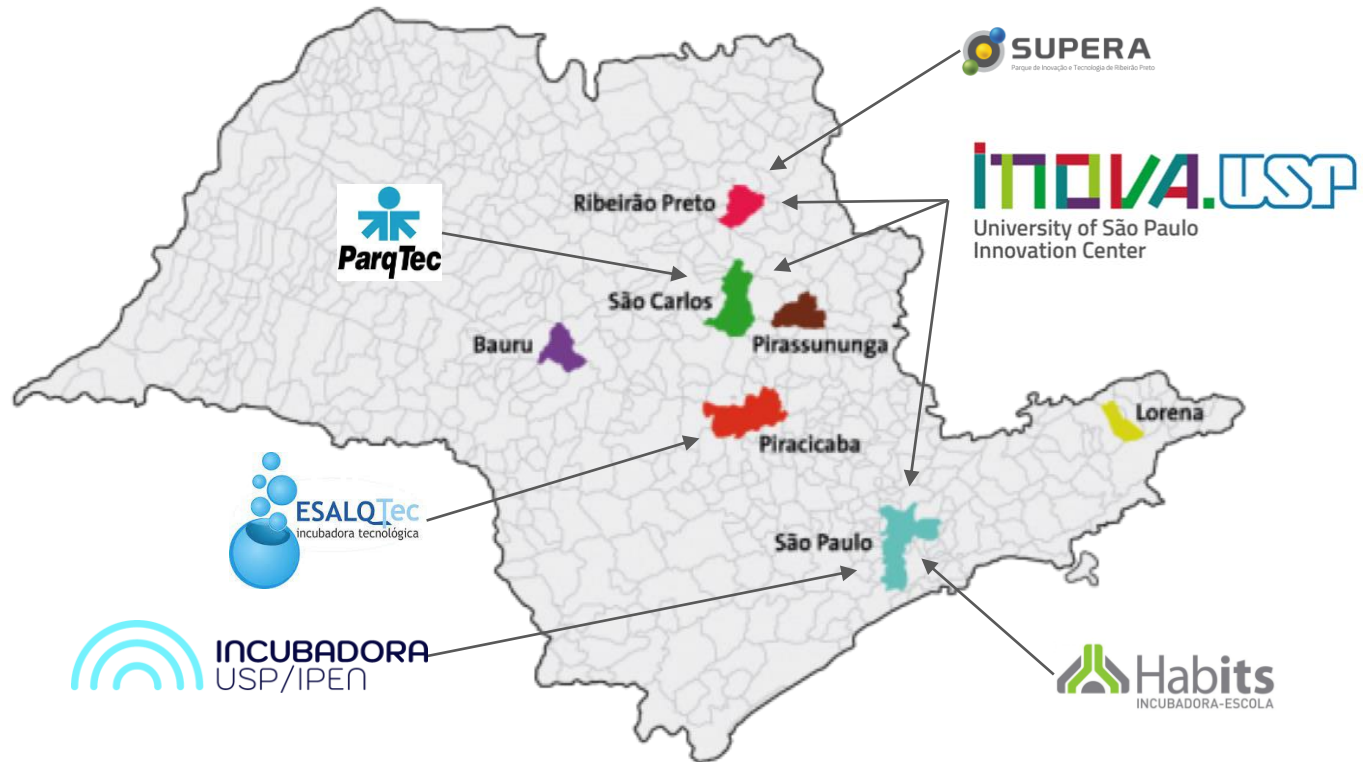 SUPERA
Parque de Inovação e Tecnologia de Ribeirão Preto
inova.USP
University of São Paulo
Innovation Center
ParqTec
Ribeirão Preto
São Carlos
Pirassununga
Bauru
Piracicaba
Lorena
ESALQTec
incubadora tecnológica
São Paulo
INCUBADORA
USP/IPEN
Habits
INCUBADORA-ESCOLA